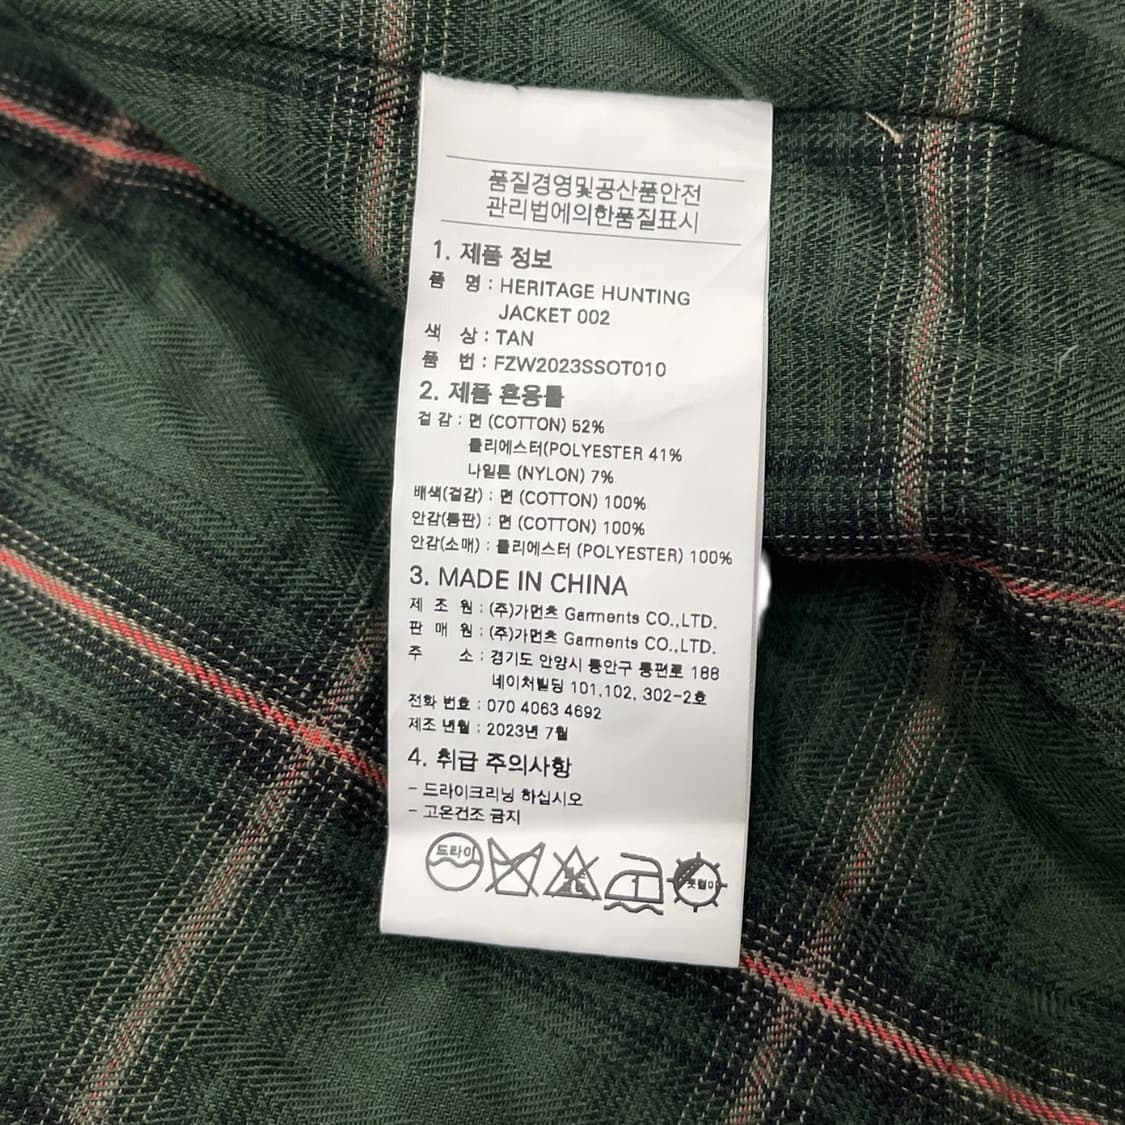 품질경영및공산품안전
관리법에의한품질표시
1. 제품 정보
품 명 : HERITAGE HUNTING
JACKET 002
색 상 : TAN
품 번 : FZW2023SSOT010
2. 제품 혼용률
겉 감 : 면 (COTTON) 52%
폴리에스터(POLYESTER 41%
나일론 (NYLON) 7%
배색(겉감) : 면 (COTTON) 100%
안감(몸판) : 면 (COTTON) 100%
안감(소매) : 폴리에스터 (POLYESTER) 100%
3. MADE IN CHINA
제 조 원 : (주)가먼츠 Garments CO.,LTD.
판 매 원 : (주)가먼츠 Garments CO.,LTD.
주 소 : 경기도 안양시 동안구 동편로 188
네이처빌딩 101,102, 302-2호
전화 번호 : 070 4063 4692
제조 년월 : 2023년 7월
4. 취급 주의사항
- 드라이크리닝 하십시오
- 고온건조 금지
드라이
1